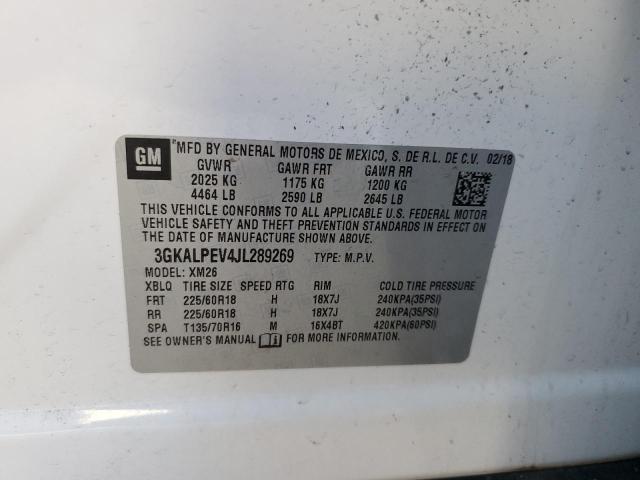 GM
*MFD BY GENERAL MOTORS DE MEXICO, S. DE R.L. DE C.V. 02/18
GVWR GAWR FRT GAWR RR
2025 KG 1175 KG 1200 KG
4464 LB 2590 LB 2645 LB
THIS VEHICLE CONFORMS TO ALL APPLICABLE U.S. FEDERAL MOTOR
VEHICLE SAFETY, BUMPER, AND THEFT PREVENTION STANDARDS IN
EFFECT ON THE DATE OF MANUFACTURE SHOWN ABOVE.*
3GKALPEV4JL289269 TYPE: M.P.V.
MODEL: XM26
XBLQ TIRE SIZE SPEED RTG RIM COLD TIRE PRESSURE
FRT 225/60R18 H 18X7J 240KPA(35PSI)
RR 225/60R18 H 18X7J 240KPA(35PSI)
SPA T135/70R16 M 16X4BT 420KPA(60PSI)
SEE OWNER'S MANUAL FOR MORE INFORMATION.